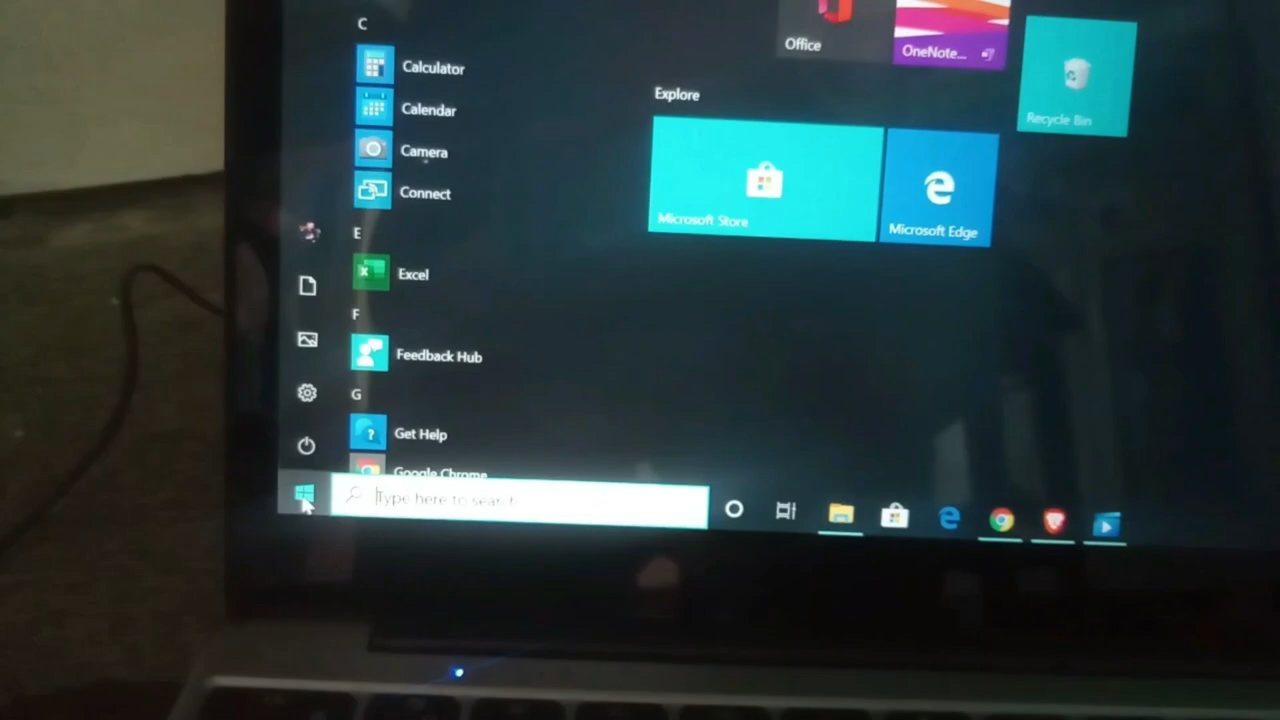 C
Calculator
Calendar
Camera
Connect
E
Excel
F
Feedback Hub
G
Get Help
Google Chrome
Type here to search
Office
OneNote...
Explore
Microsoft Store
Microsoft Edge
Recycle Bin